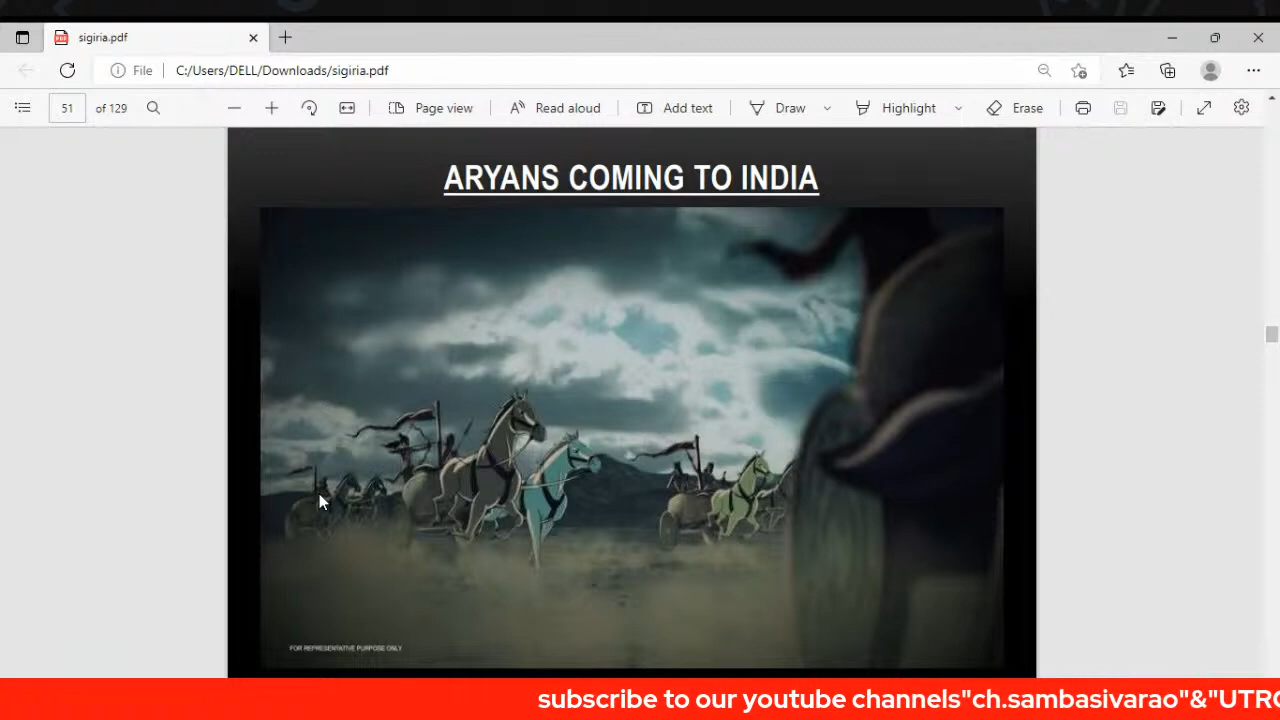 sigiria.pdf
File
C:/Users/DELL/Downloads/sigiria.pdf
51 of 129
Page view
Read aloud
Add text
Draw
Highlight
Erase
ARYANS COMING TO INDIA
FOR REPRESENTATIVE PURPOSE ONLY
subscribe to our youtube channels"ch.sambasivarao"&"UTRC